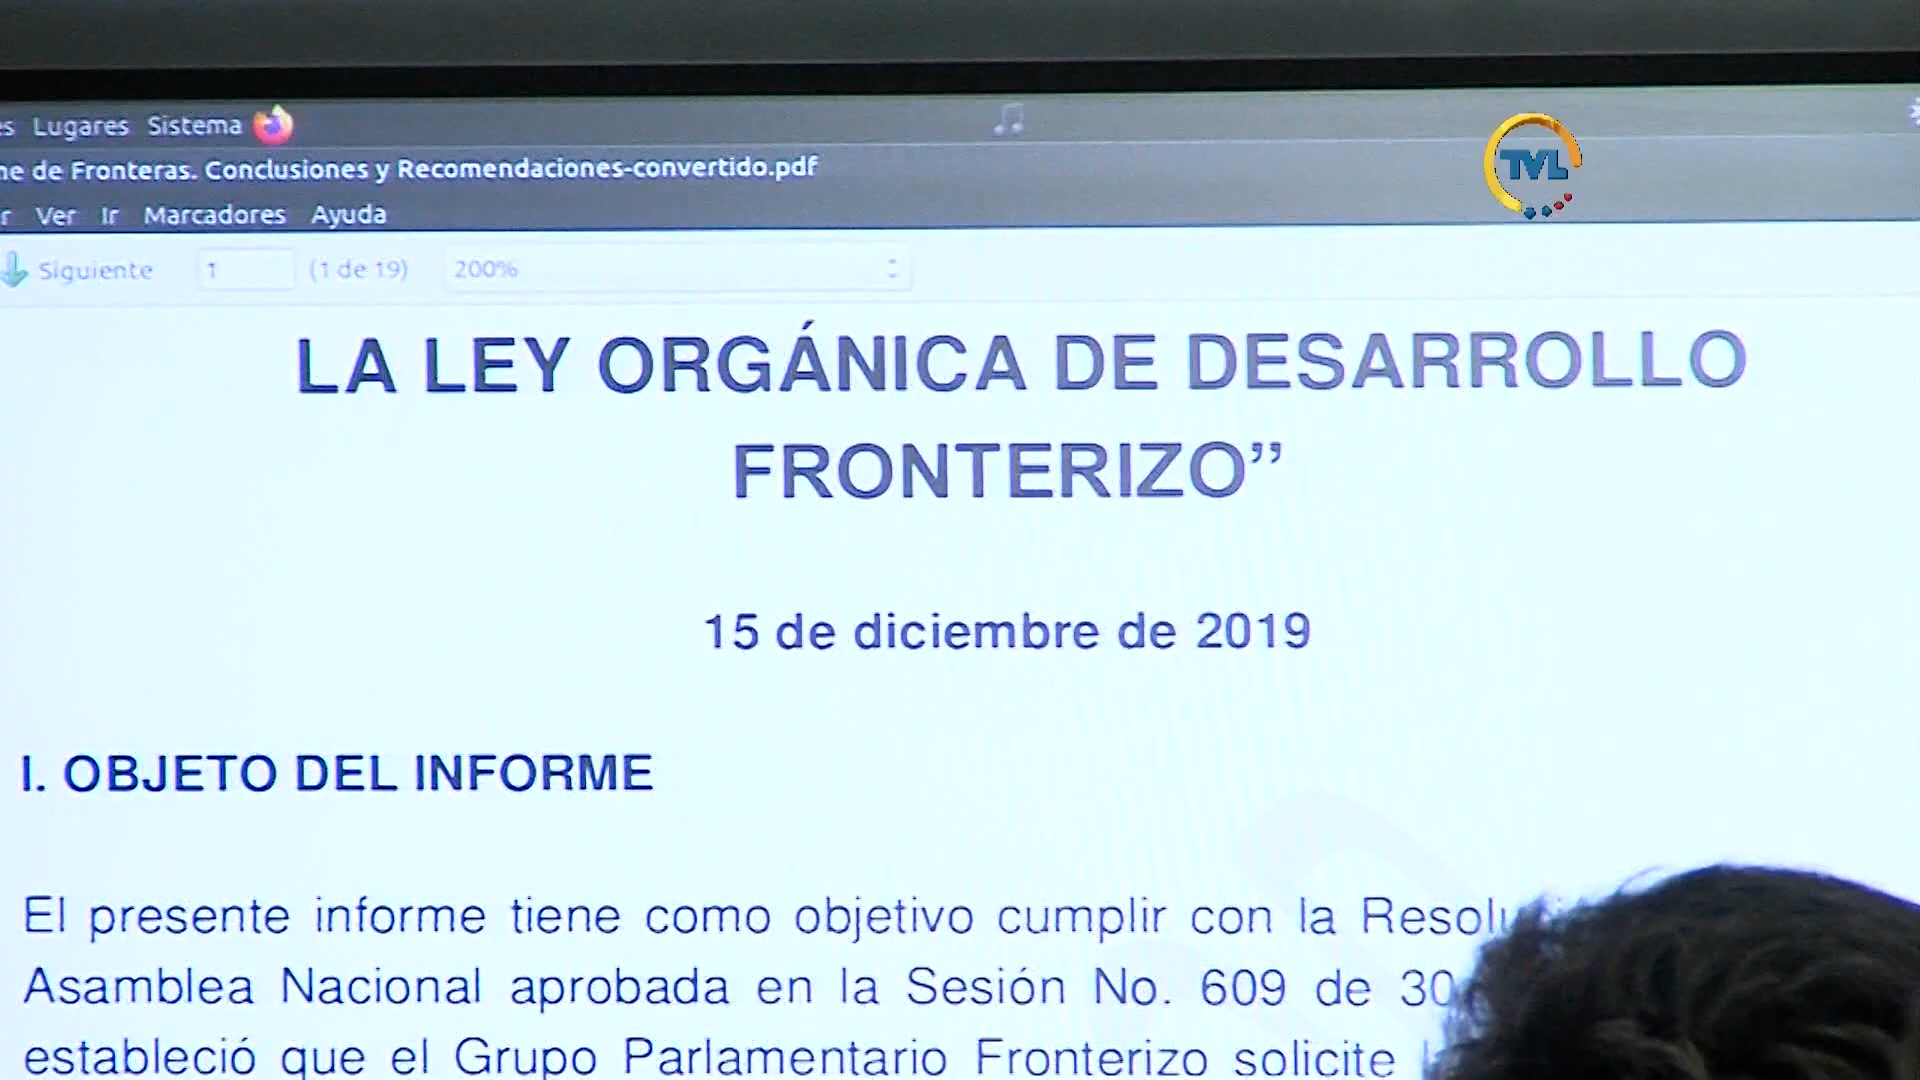 Lugares Sistema
de Fronteras. Conclusiones y Recomendaciones-convertido.pdf
TVL
Ver Ir Marcadores Ayuda
Siguiente 1 (1 de 19) 200%
LA LEY ORGÁNICA DE DESARROLLO
FRONTERIZO”
15 de diciembre de 2019
I. OBJETO DEL INFORME
El presente informe tiene como objetivo cumplir con la
Asamblea Nacional aprobada en la Sesión No. 609 de 30
estableció que el Grupo Parlamentario Fronterizo solicite